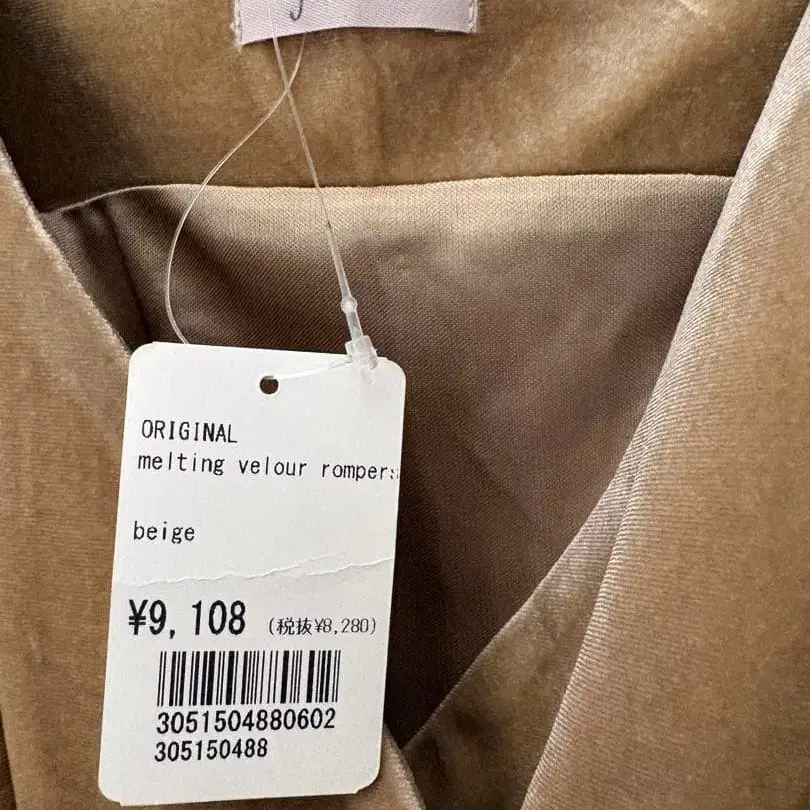 ORIGINAL
melting velour rompers
beige
¥9,108 (税抜¥8,280)
3051504880602
305150488